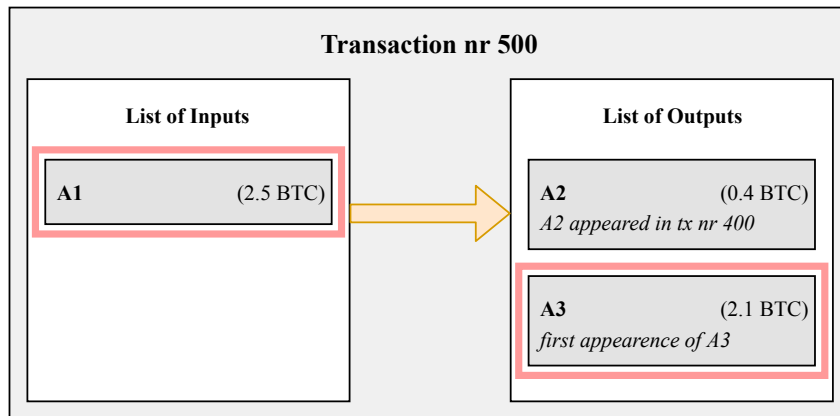 Transaction nr 500
List of Inputs
A1 (2.5 BTC)
List of Outputs
A2 (0.4 BTC)
A2 appeared in tx nr 400
A3 (2.1 BTC)
first appearence of A3